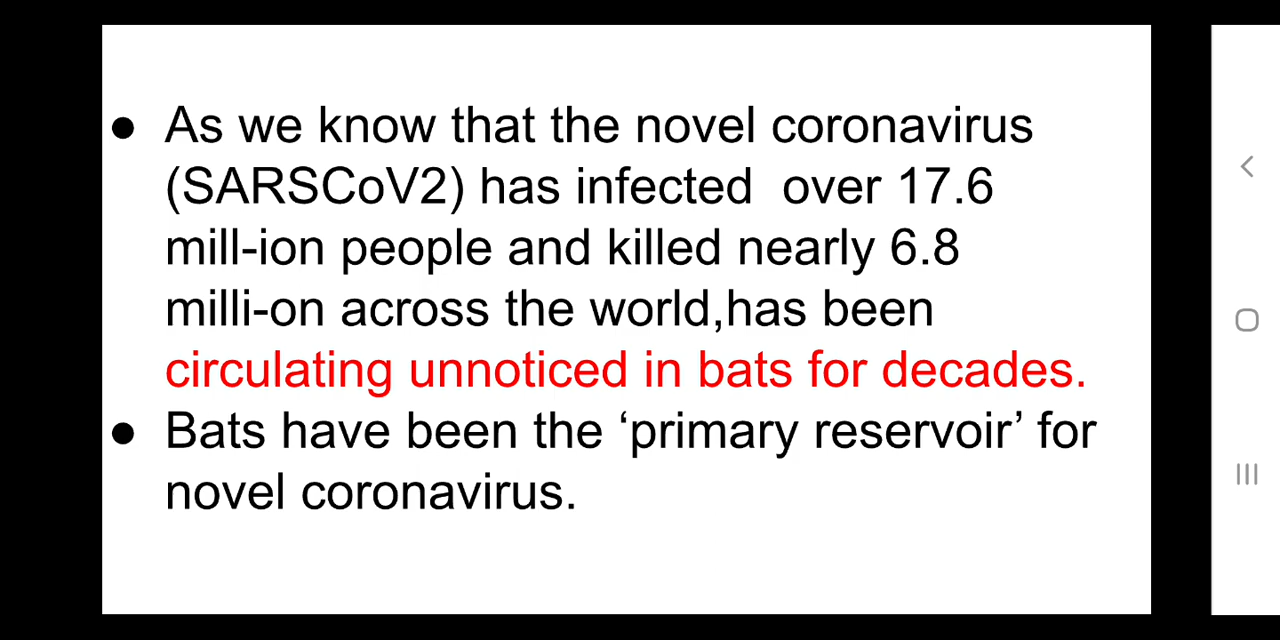 ● As we know that the novel coronavirus
(SARSCoV2) has infected  over 17.6
mill-ion people and killed nearly 6.8
milli-on across the world,has been
circulating unnoticed in bats for decades.
● Bats have been the ‘primary reservoir’ for
novel coronavirus.